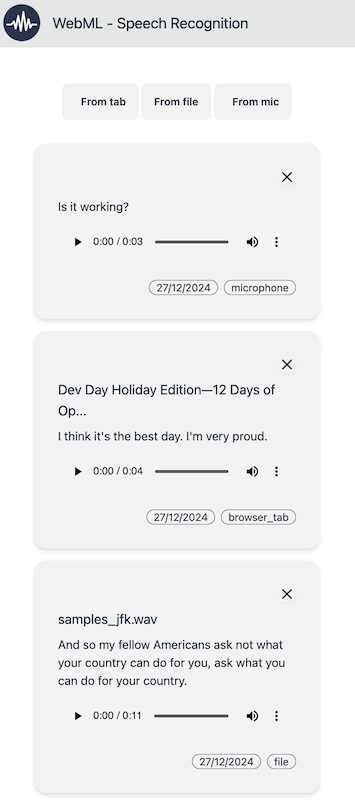 WebML - Speech Recognition
From tab From file From mic
Is it working?
0:00 / 0:03
27/12/2024 microphone
Dev Day Holiday Edition—12 Days of
Op...
I think it's the best day. I'm very proud.
0:00 / 0:04
27/12/2024 browser_tab
samples_jfk.wav
And so my fellow Americans ask not what
your country can do for you, ask what you
can do for your country.
0:00 / 0:11
27/12/2024 file